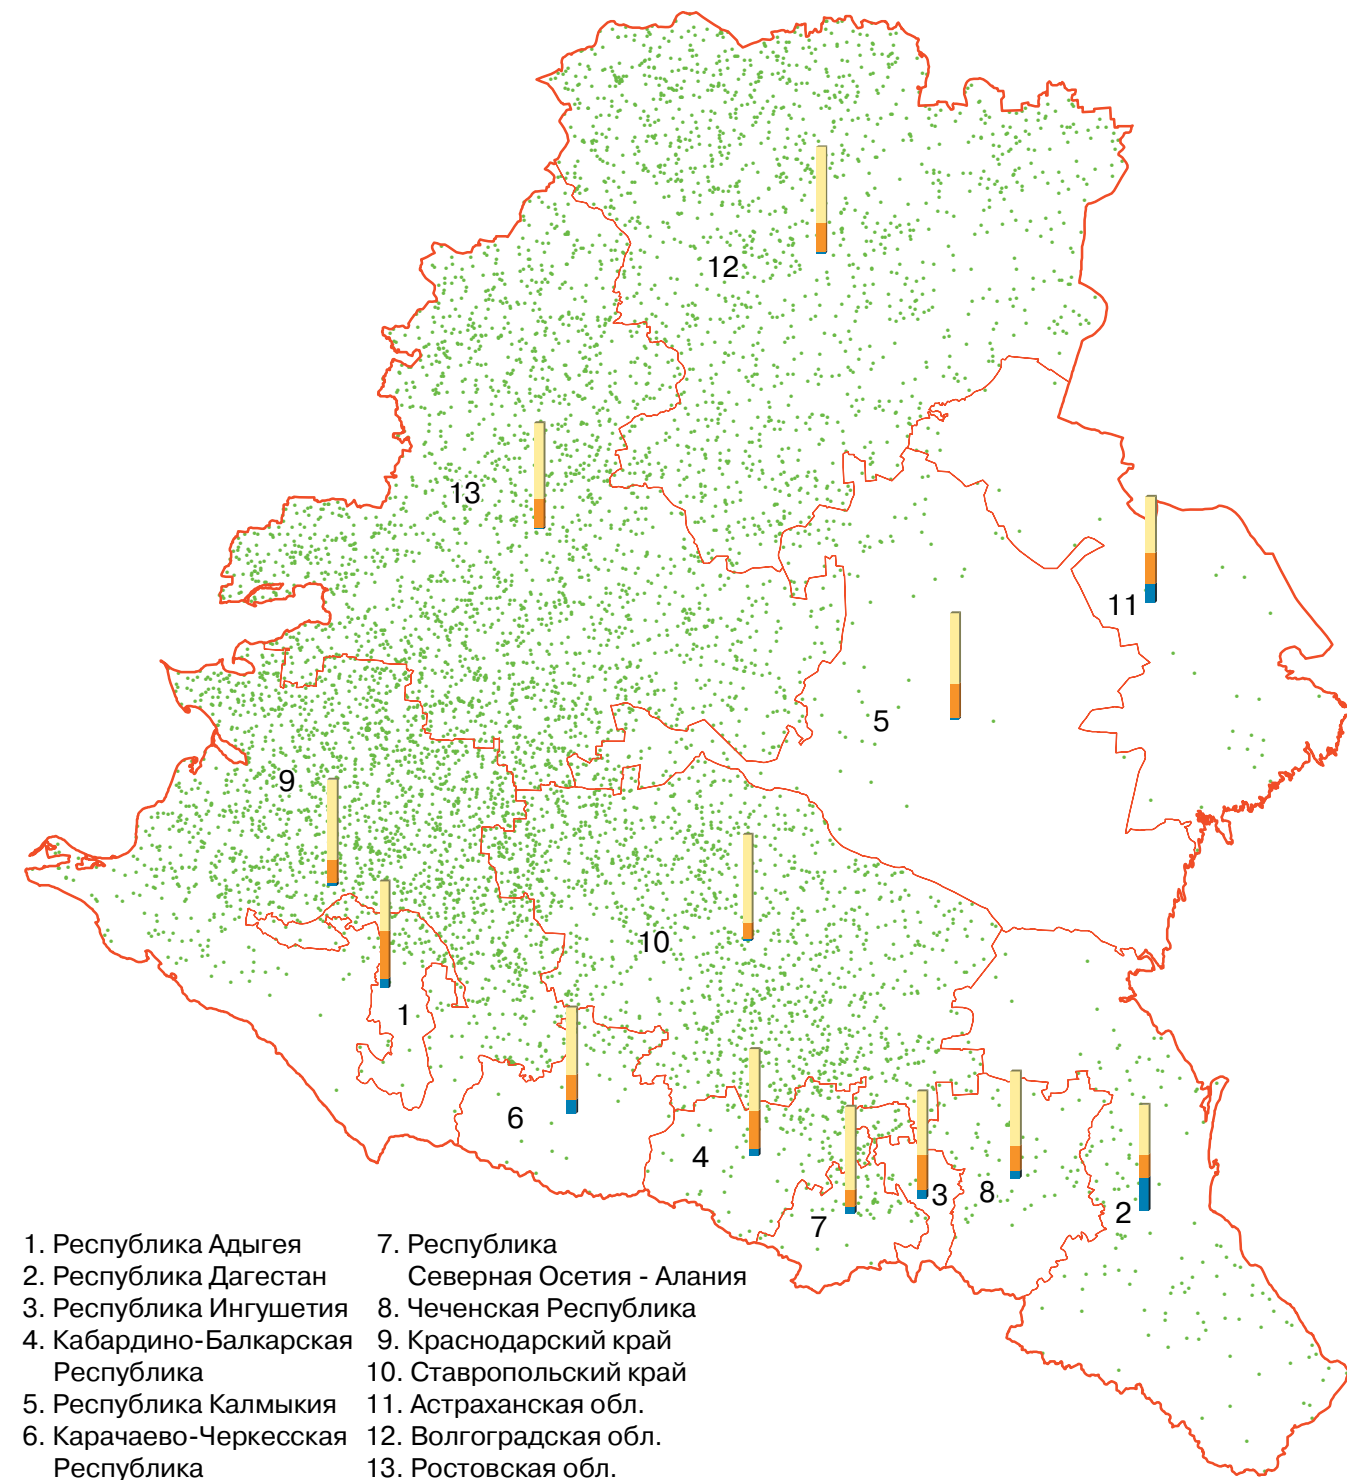 12
13
11
5
9
10
1
6
4
3
8
7
2
1. Республика Адыгея
2. Республика Дагестан
3. Республика Ингушетия
4. Кабардино-Балкарская
Республика
5. Республика Калмыкия
6. Карачаево-Черкесская
Республика
7. Республика
Северная Осетия - Алания
8. Чеченская Республика
9. Краснодарский край
10. Ставропольский край
11. Астраханская обл.
12. Волгоградская обл.
13. Ростовская обл.